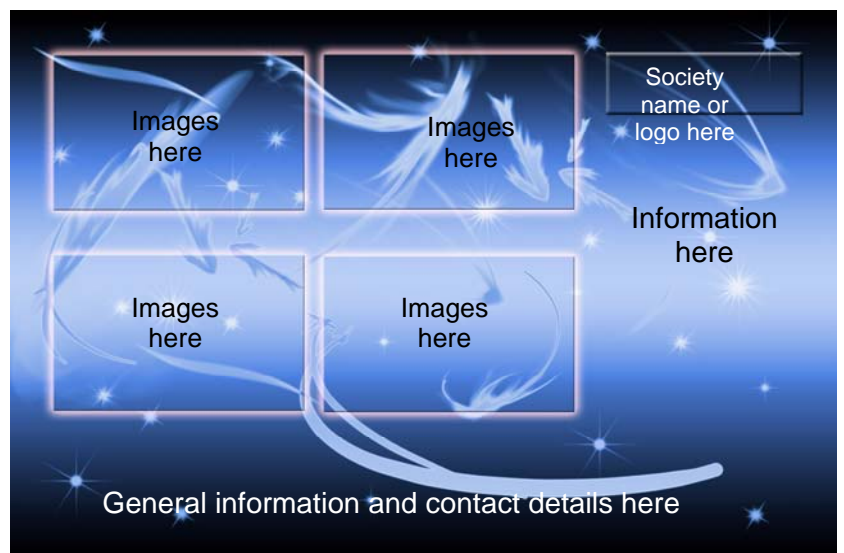 Images
here
Images
here
Society
name or
logo here
Information
here
Images
here
Images
here
General information and contact details here